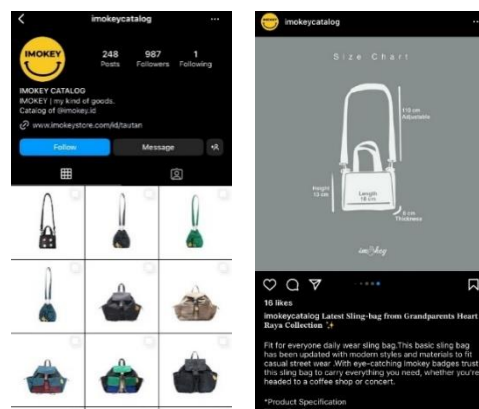 imokeycatalog
IMOKEY
248
Posts
987
Followers
1
Following
IMOKEY CATALOG
IMOKEY | my kind of goods.
Catalog of @imokey.id
www.imokeystore.com/id/tautan
Follow
Message
imokeycatalog
Size Chart
110 cm
Adjustable
Height
13 cm
Length
18 cm
6 cm
Thickness
imokey
16 likes
imokeycatalog Latest Sling-bag from Grandparents Heart
Raya Collection ✨
Fit for everyday daily wear sling bag.This basic sling bag
has been updated with modern styles and materials to fit
casual street wear .With eye-catching Imokey badges trust
this sling bag to carry everything you need, whether you're
headed to a coffee shop or concert.
*Product Specification